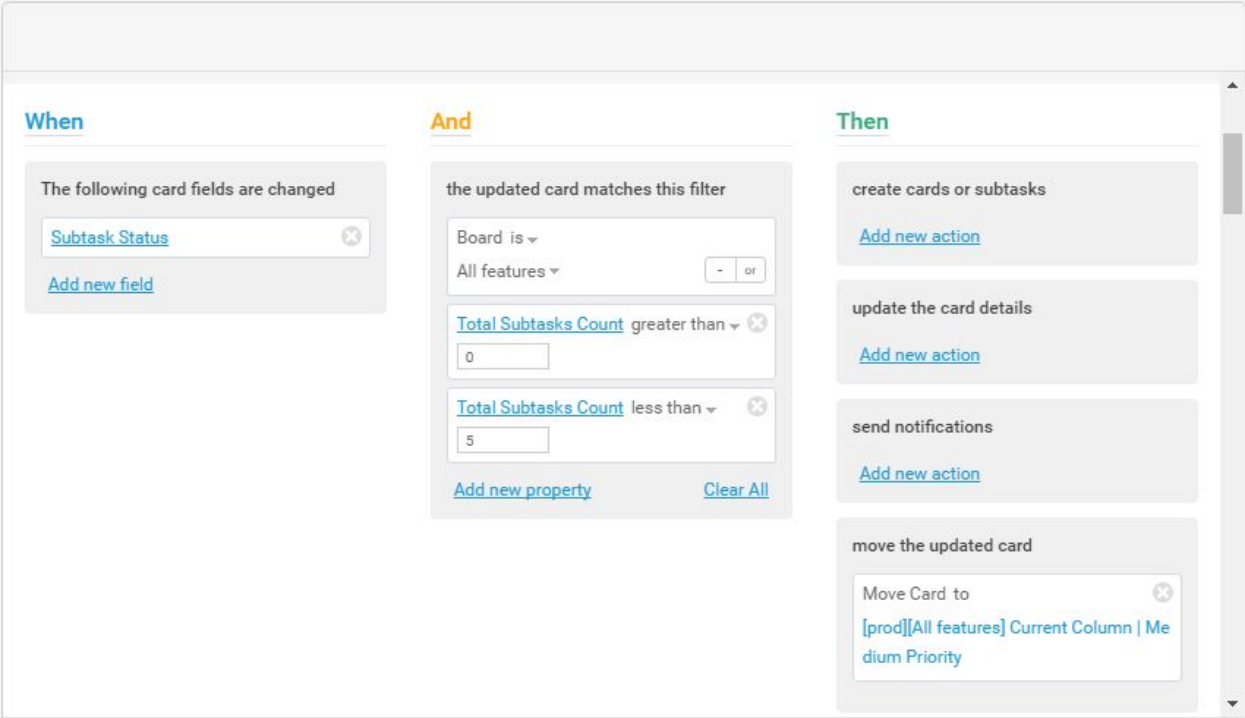 When
The following card fields are changed
Subtask Status
Add new field
And
the updated card matches this filter
Board is
All features
- or
Total Subtasks Count greater than
0
Total Subtasks Count less than
5
Add new property Clear All
Then
create cards or subtasks
Add new action
update the card details
Add new action
send notifications
Add new action
move the updated card
Move Card to
[prod][All features] Current Column | Me
dium Priority